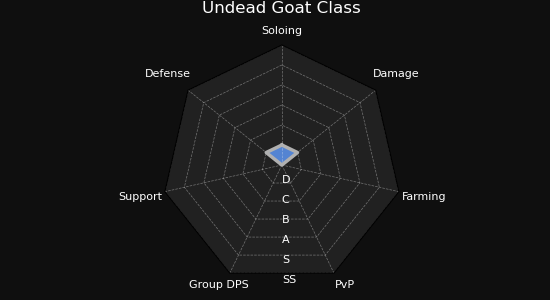 Undead Goat Class
Soloing
Defense
Damage
D
C
Support
Farming
B
A
S
SS
Group DPS
PvP